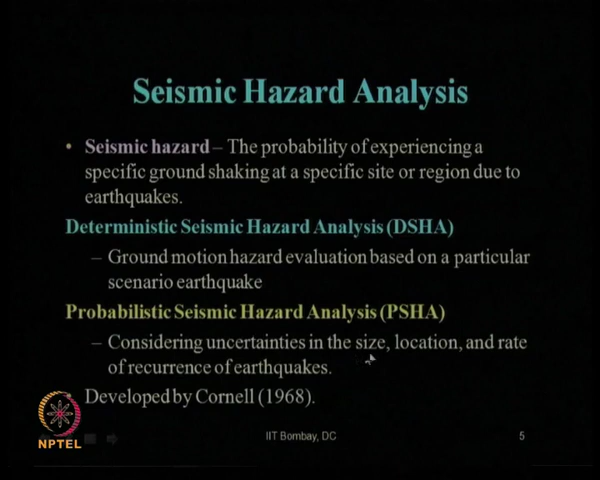 Seismic Hazard Analysis
• Seismic hazard – The probability of experiencing a
specific ground shaking at a specific site or region due to
earthquakes.
Deterministic Seismic Hazard Analysis (DSHA)
– Ground motion hazard evaluation based on a particular
scenario earthquake
Probabilistic Seismic Hazard Analysis (PSHA)
– Considering uncertainties in the size, location, and rate
of recurrence of earthquakes.
Developed by Cornell (1968).
NPTEL
IIT Bombay, DC
5